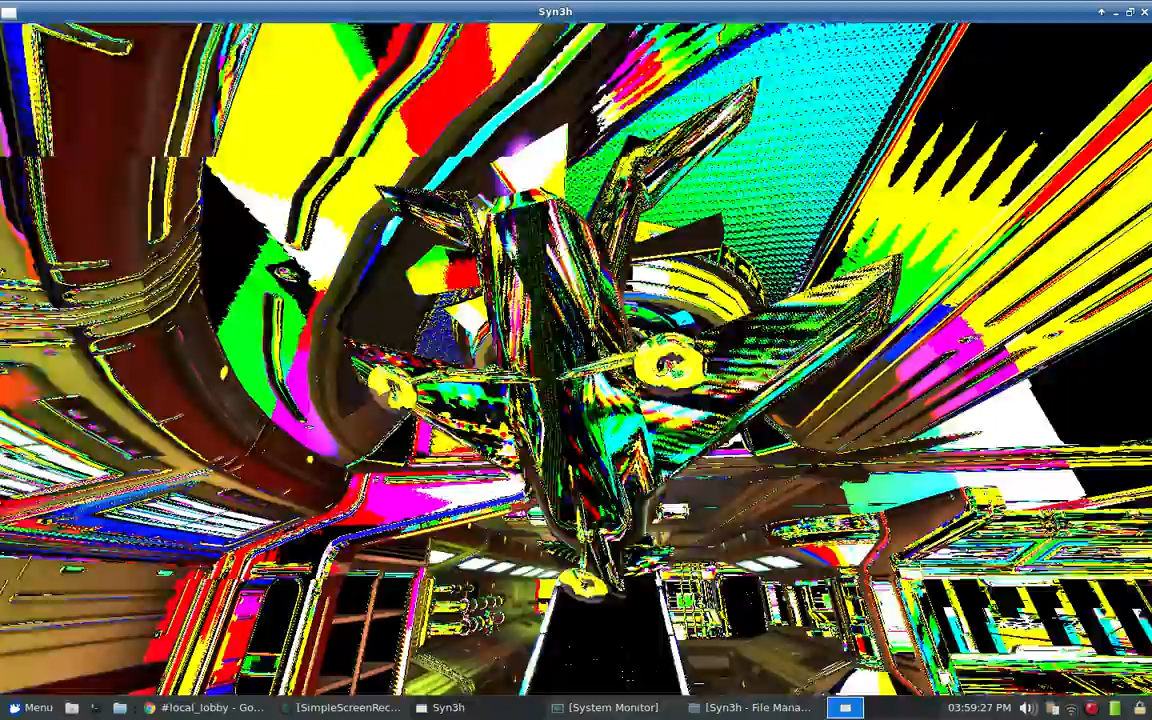 Syn3h
Menu
#local_lobby - Go...
[SimpleScreenRec...
Syn3h
[System Monitor]
[Syn3h - File Mana...
03:59:27 PM